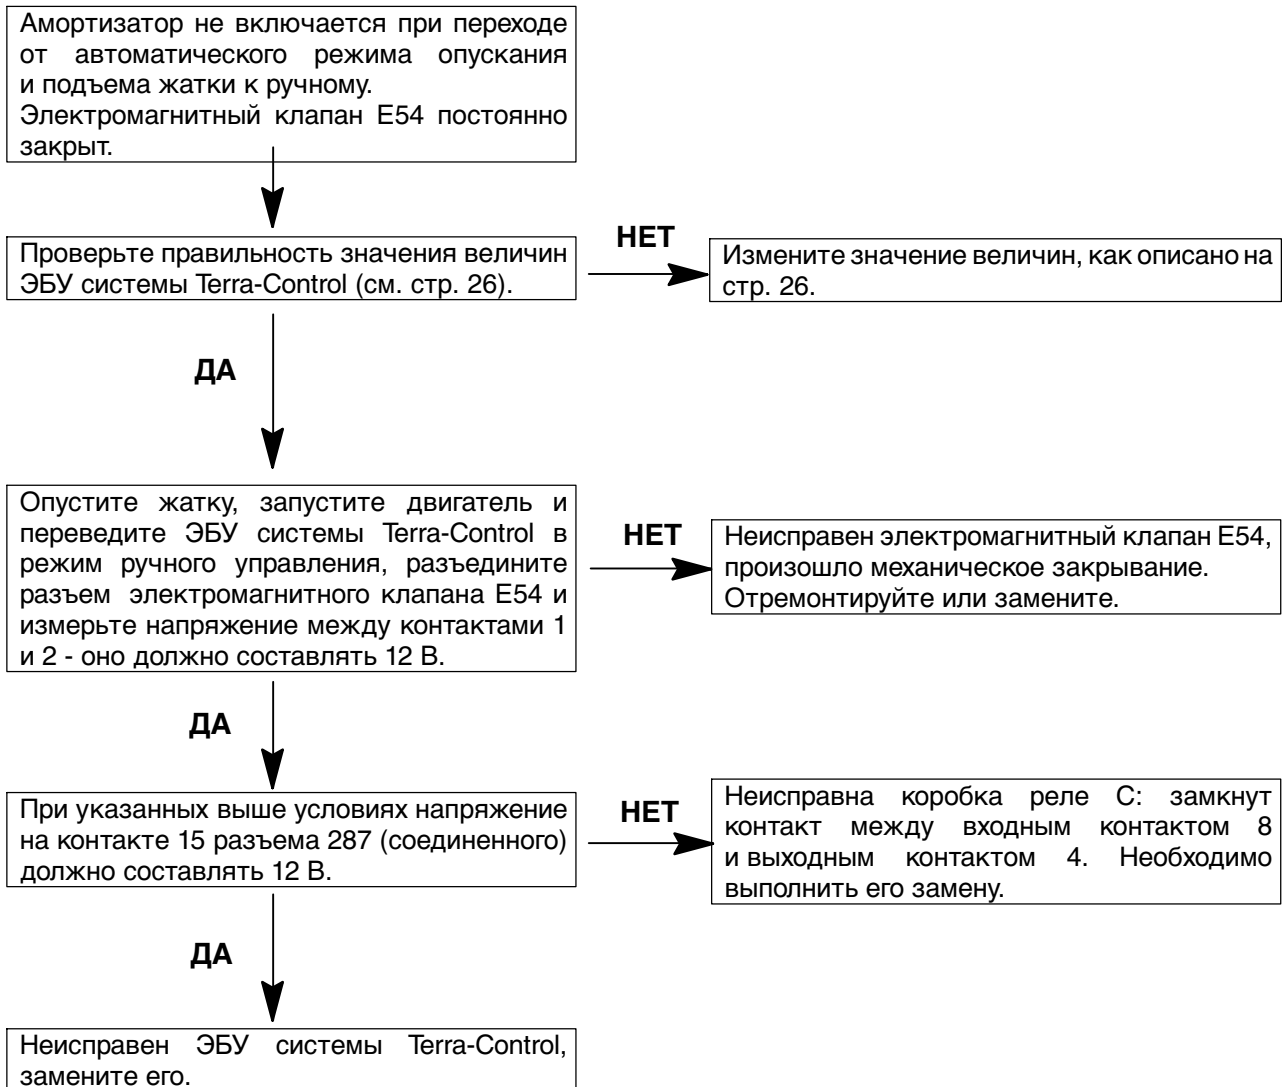 Амортизатор не включается при переходе
от автоматического режима опускания
и подъема жатки к ручному.
Электромагнитный клапан E54 постоянно
закрыт.
Проверьте правильность значения величин
ЭБУ системы Terra-Control (см. стр. 26).
НЕТ
Измените значение величин, как описано на
стр. 26.
ДА
Опустите жатку, запустите двигатель и
переведите ЭБУ системы Terra-Control в
режим ручного управления, разъедините
разъем электромагнитного клапана E54 и
измерьте напряжение между контактами 1
и 2 - оно должно составлять 12 В.
НЕТ
Неисправен электромагнитный клапан E54,
произошло механическое закрывание.
Отремонтируйте или замените.
ДА
При указанных выше условиях напряжение
на контакте 15 разъема 287 (соединенного)
должно составлять 12 В.
НЕТ
Неисправна коробка реле C: замкнут
контакт между входным контактом 8
и выходным контактом 4. Необходимо
выполнить его замену.
ДА
Неисправен ЭБУ системы Terra-Control,
замените его.